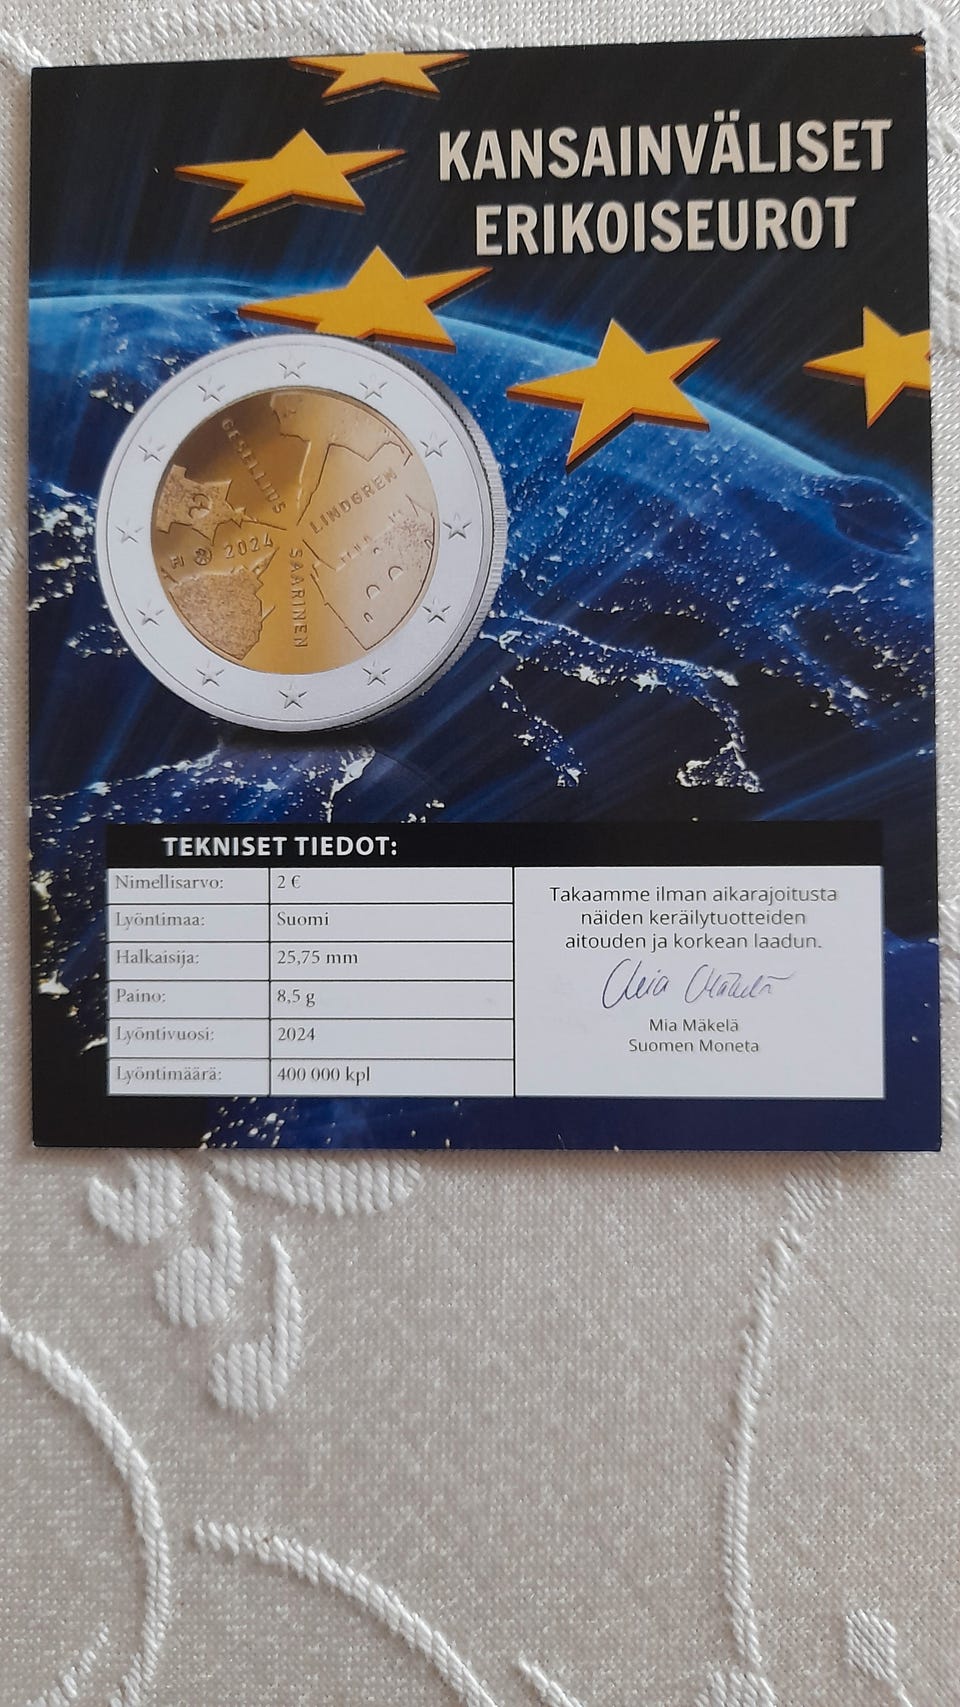 KANSAINVÄLISET
ERIKOISEUROT
GESELLIUS
LINDGREN
SAARINEN
FI 2024
TEKNISET TIEDOT:
Nimellisarvo: 2 €
Lyöntimaa: Suomi
Halkaisija: 25,75 mm
Paino: 8,5 g
Lyöntivuosi: 2024
Lyöntimäärä: 400 000 kpl
Takaamme ilman aikarajoitusta
näiden keräilytuotteiden
aitouden ja korkean laadun.
Mia Mäkelä
Mia Mäkelä
Suomen Moneta